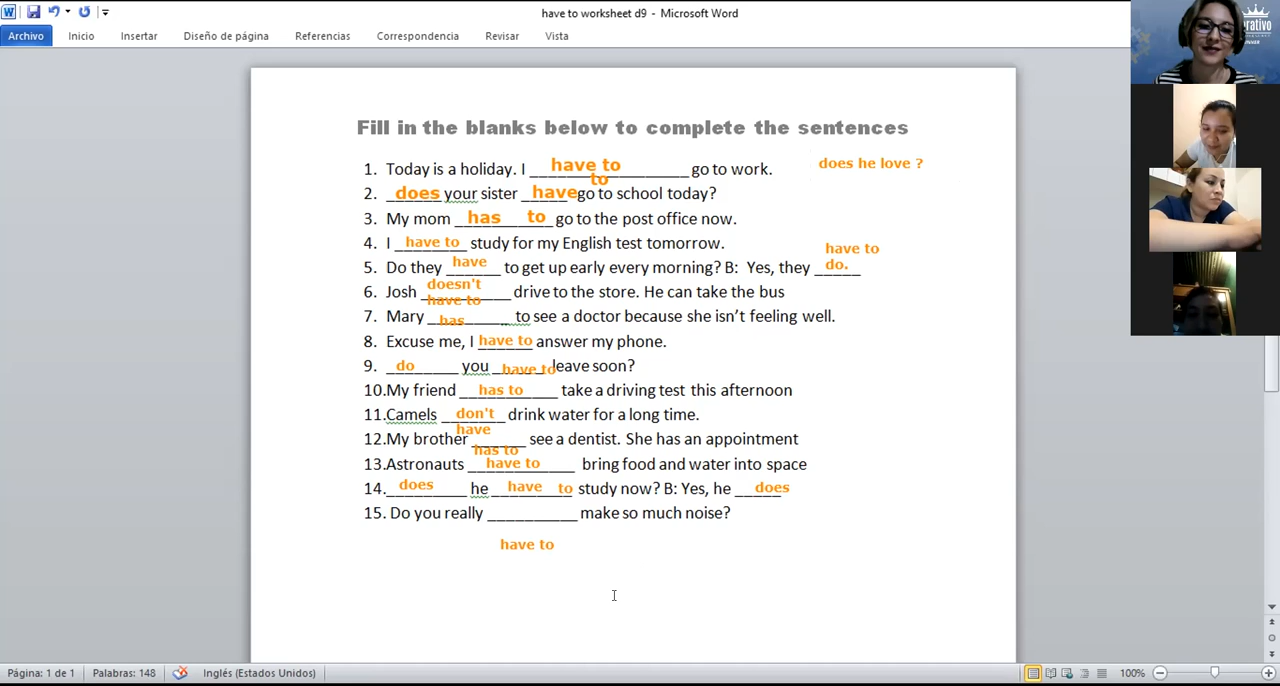 have to worksheet d9 - Microsoft Word
Archivo Inicio Insertar Diseño de página Referencias Correspondencia Revisar Vista
Fill in the blanks below to complete the sentences
1. Today is a holiday. I have to go to work. does he love ?
to
2. does your sister have go to school today?
3. My mom has to go to the post office now.
4. I have to study for my English test tomorrow.
have to
5. Do they have to get up early every morning? B: Yes, they do.
6. Josh doesn't drive to the store. He can take the bus
have to
7. Mary has to see a doctor because she isn't feeling well.
8. Excuse me, I have to answer my phone.
9. do you have to leave soon?
10.My friend has to take a driving test this afternoon
11.Camels don't drink water for a long time.
have
12.My brother see a dentist. She has an appointment
has to
13.Astronauts have to bring food and water into space
14. does he have to study now? B: Yes, he does
15. Do you really make so much noise?
have to
Página: 1 de 1 Palabras: 148 Inglés (Estados Unidos) 100%